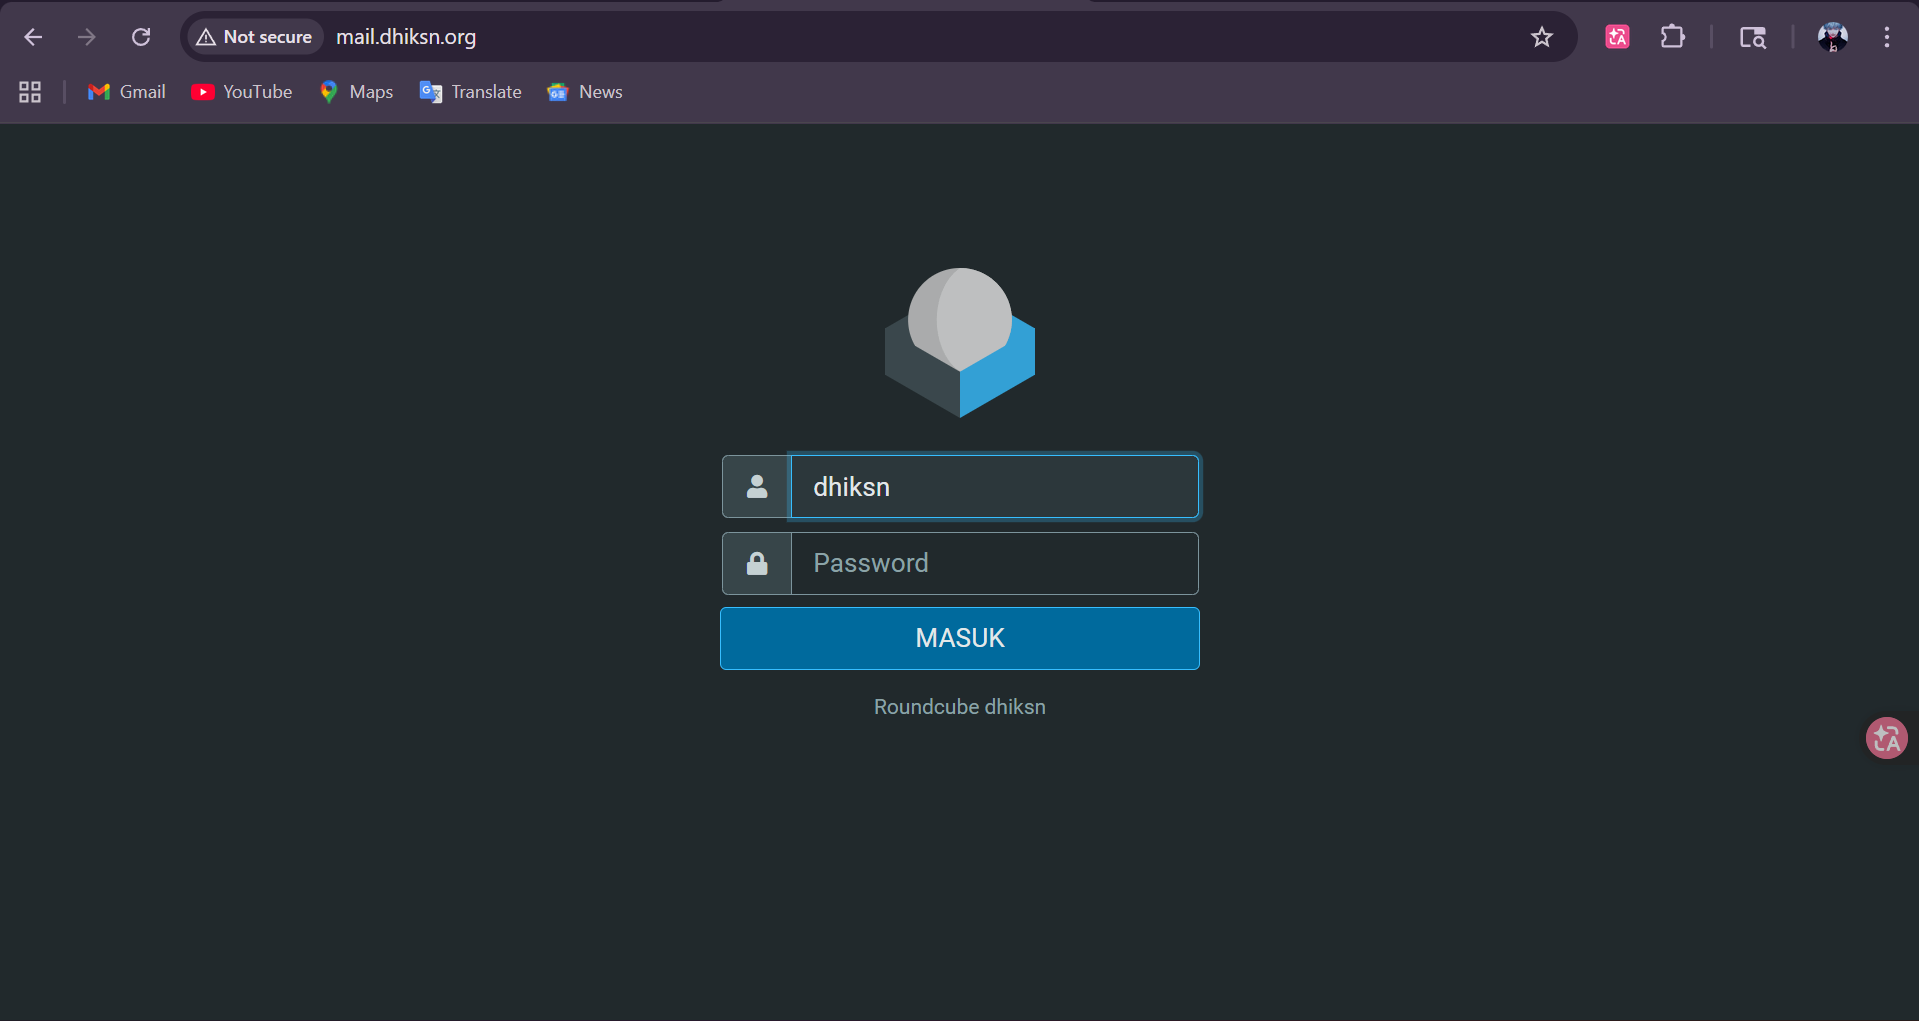 Not secure mail.dhiksn.org
Gmail YouTube Maps Translate News
dhiksn
Password
MASUK
Roundcube dhiksn